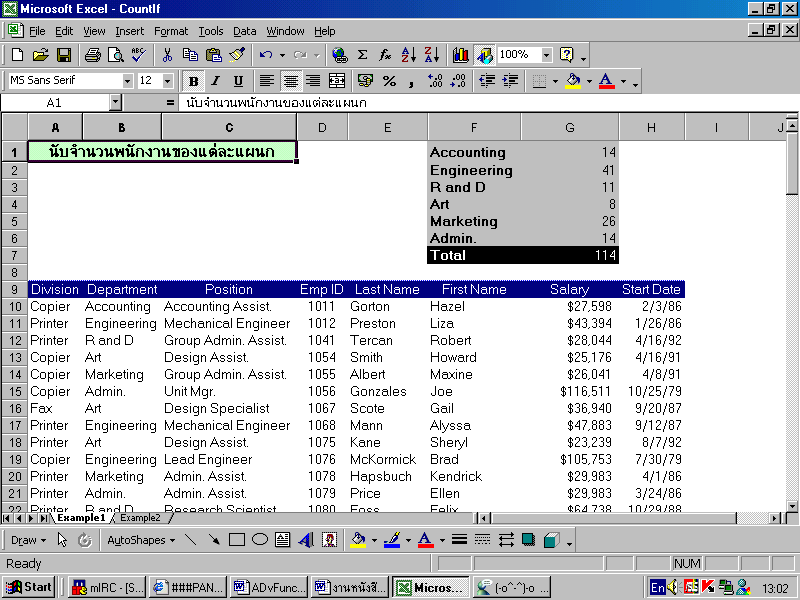 Microsoft Excel - CountIf
File Edit View Insert Format Tools Data Window Help
100%
MS Sans Serif 12 B I U
A1 = นับจำนวนพนักงานของแต่ละแผนก
A B C D E F G H I J
1 นับจำนวนพนักงานของแต่ละแผนก Accounting 14
2 Engineering 41
3 R and D 11
4 Art 8
5 Marketing 26
6 Admin. 14
7 Total 114
8
9 Division Department Position Emp ID Last Name First Name Salary Start Date
10 Copier Accounting Accounting Assist. 1011 Gorton Hazel $27,598 2/3/86
11 Printer Engineering Mechanical Engineer 1012 Preston Liza $43,394 1/26/86
12 Printer R and D Group Admin. Assist. 1041 Tercan Robert $28,044 4/16/92
13 Copier Art Design Assist. 1054 Smith Howard $25,176 4/16/91
14 Copier Marketing Group Admin. Assist. 1055 Albert Maxine $26,041 4/8/91
15 Copier Admin. Unit Mgr. 1056 Gonzales Joe $116,511 10/25/79
16 Fax Art Design Specialist 1067 Scote Gail $36,940 9/20/87
17 Printer Engineering Mechanical Engineer 1068 Mann Alyssa $47,883 9/12/87
18 Printer Art Design Assist. 1075 Kane Sheryl $23,239 8/7/92
19 Copier Engineering Lead Engineer 1076 McKormick Brad $105,753 7/30/79
20 Printer Marketing Admin. Assist. 1078 Hapsbuch Kendrick $29,983 4/1/86
21 Printer Admin. Admin. Assist. 1079 Price Ellen $29,983 3/24/86
22 Printer R and D Research Scientist 1080 Foss Felix $64,738 10/29/88
Example1 Example2
Draw AutoShapes
Ready NUM
Start mIRC - [S... ####PAN... ADvFunc... งานหนังสื... Micros... (-o^-^)-o ... En 13:02